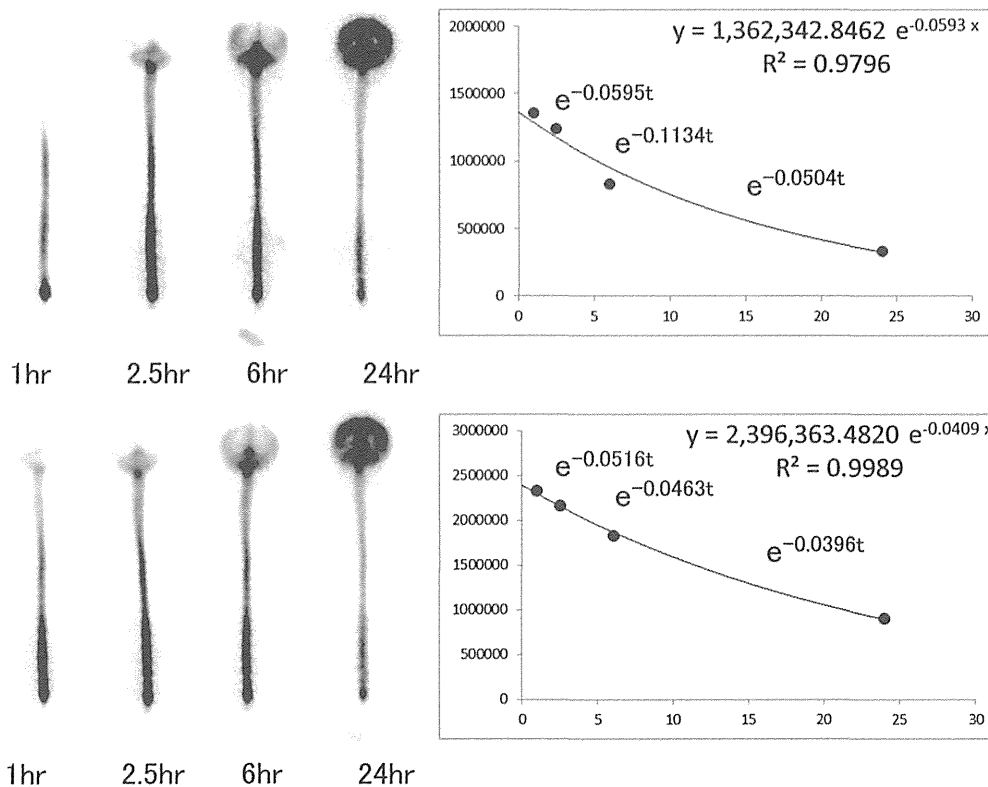 2000000
1500000
1000000
500000
0
0 5 10 15 20 25 30
y = 1,362,342.8462 e^-0.0593 x
R² = 0.9796
e^-0.0595t
e^-0.1134t
e^-0.0504t
1hr 2.5hr 6hr 24hr
3000000
2500000
2000000
1500000
1000000
500000
0
0 5 10 15 20 25 30
y = 2,396,363.4820 e^-0.0409 x
R² = 0.9989
e^-0.0516t
e^-0.0463t
e^-0.0396t
1hr 2.5hr 6hr 24hr